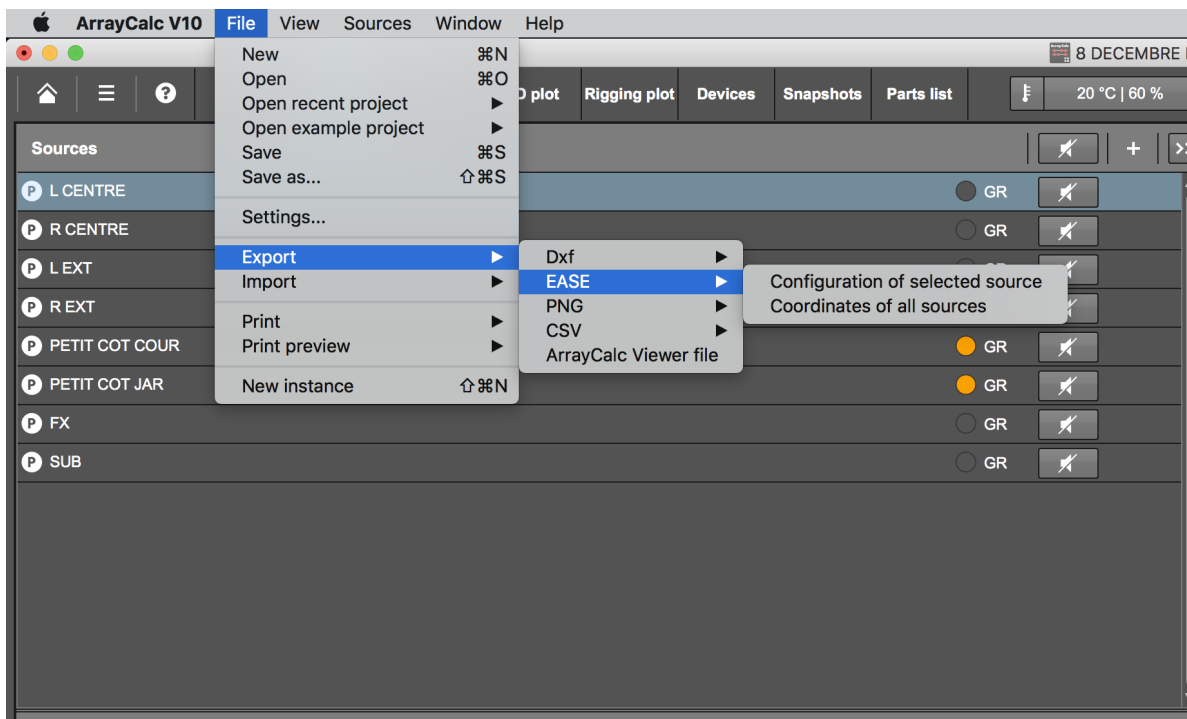 ArrayCalc V10 File View Sources Window Help
8 DECEMBRE
plot Rigging plot Devices Snapshots Parts list 20 °C | 60 %
New ⌘N
Open ⌘O
Open recent project ▶
Open example project ▶
Save ⌘S
Save as... ⇧⌘S
Settings...
Export ▶
Import ▶
Print ▶
Print preview ▶
New instance ⇧⌘N
Dxf ▶
EASE ▶
PNG ▶
CSV ▶
ArrayCalc Viewer file
Configuration of selected source
Coordinates of all sources
Sources + >>
P L CENTRE GR
P R CENTRE GR
P L EXT
P R EXT
P PETIT COT COUR GR
P PETIT COT JAR GR
P FX GR
P SUB GR